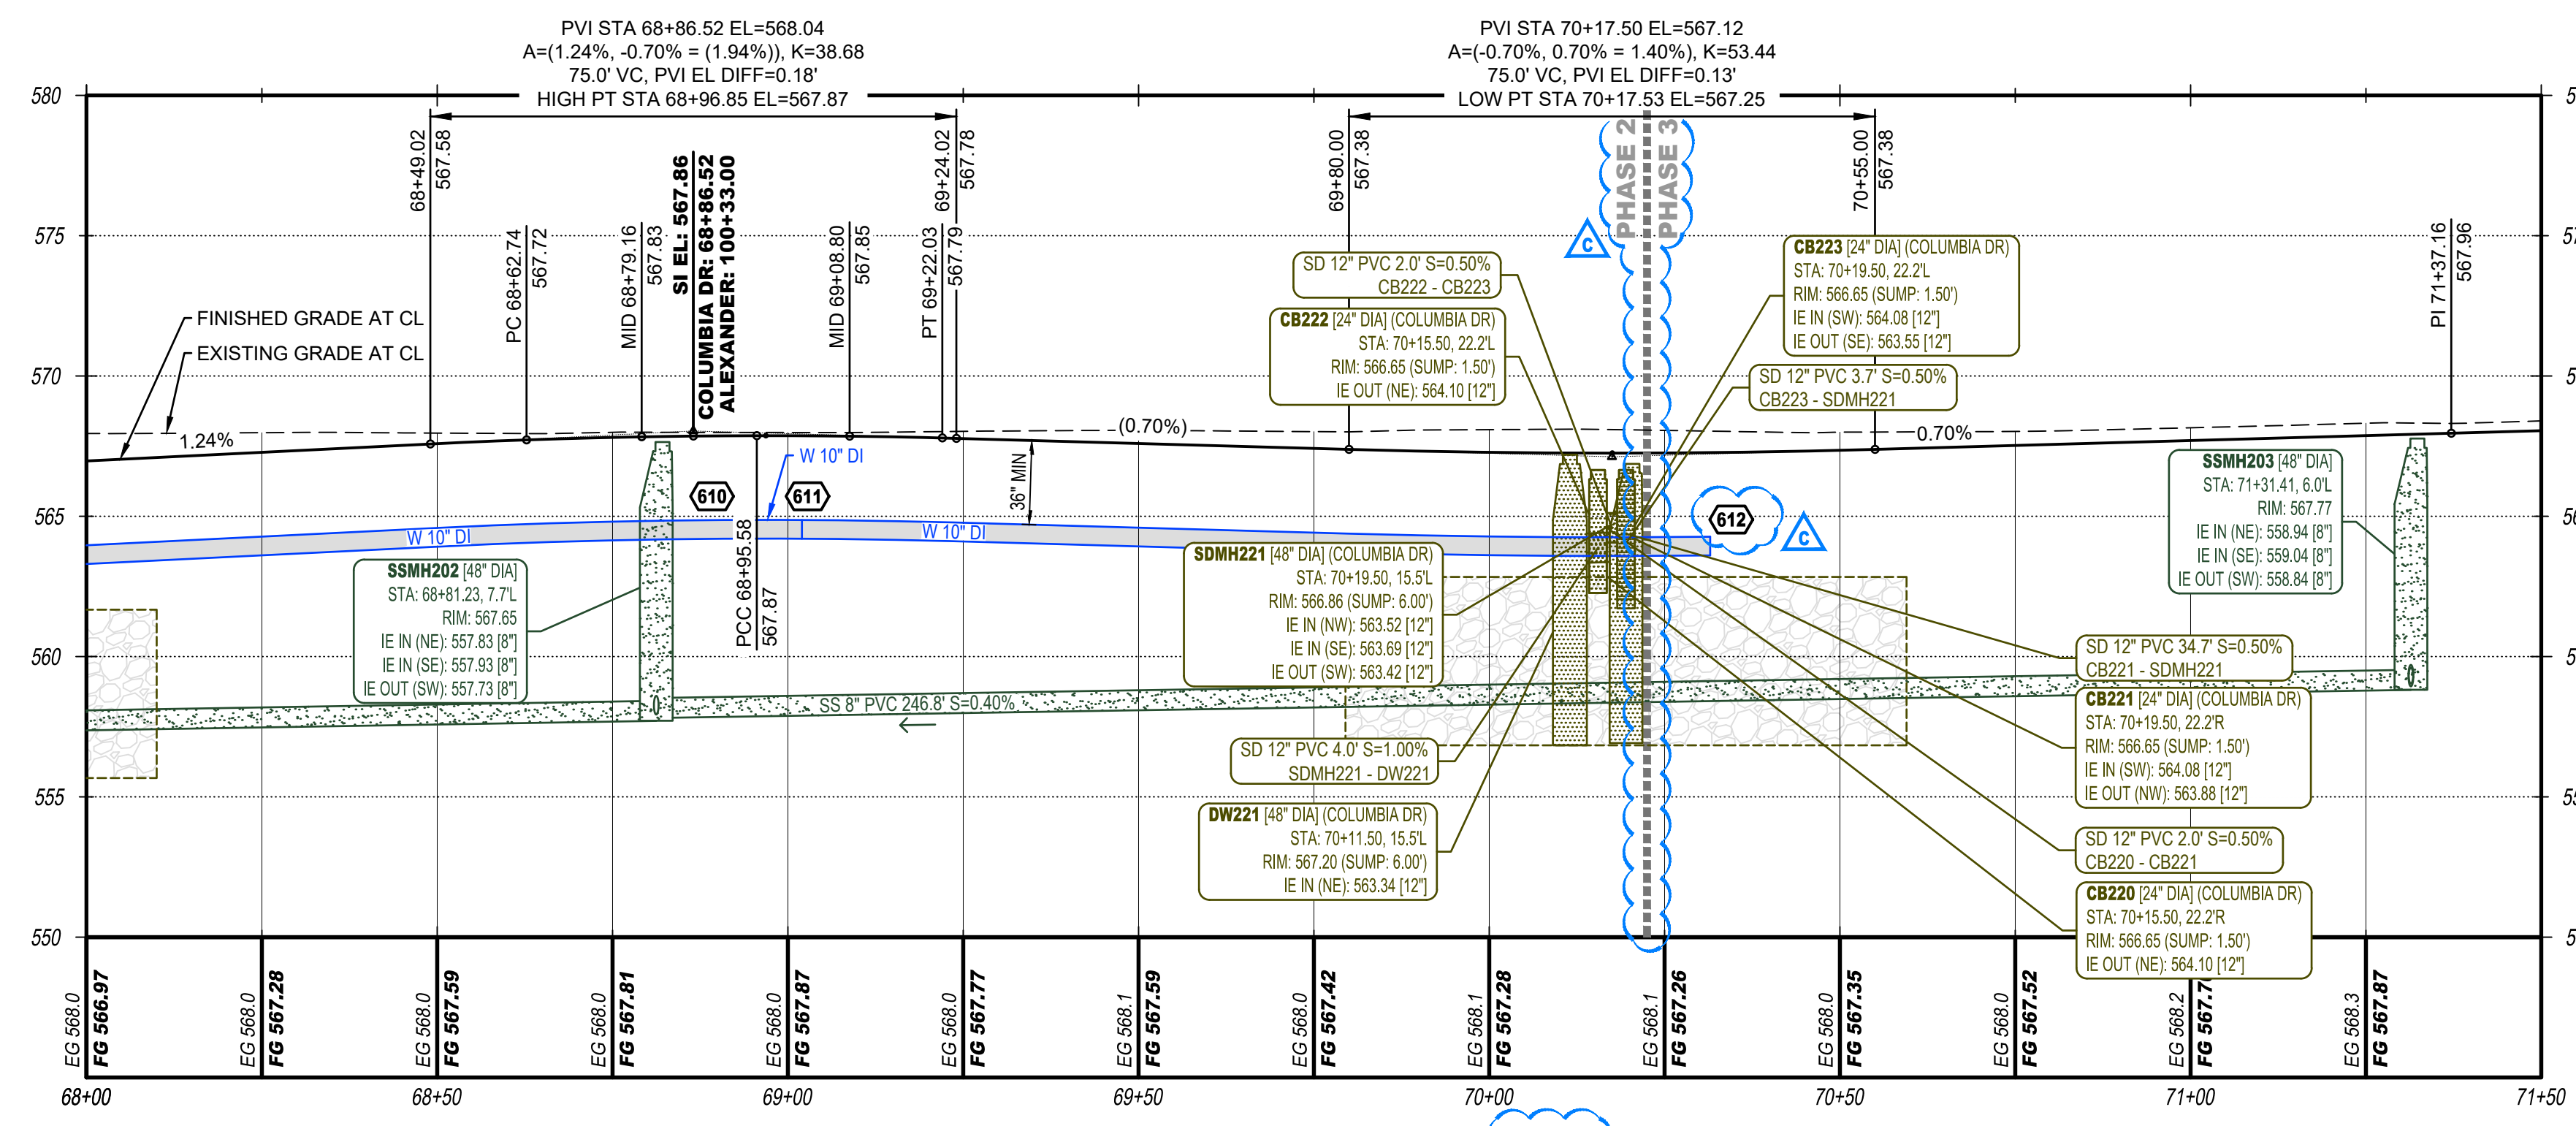 PVI STA 68+86.52 EL=568.04
A=(1.24%, -0.70% = (1.94%)), K=38.68
75.0' VC, PVI EL DIFF=0.18'
HIGH PT STA 68+96.85 EL=567.87
PVI STA 70+17.50 EL=567.12
A=(-0.70%, 0.70% = 1.40%), K=53.44
75.0' VC, PVI EL DIFF=0.13'
LOW PT STA 70+17.53 EL=567.25
580
575
570
565
560
555
550
68+49.02
567.58
PC 68+62.74
567.72
MID 68+79.16
567.83
SI EL: 567.86
COLUMBIA DR: 68+86.52
ALEXANDER: 100+33.00
MID 69+08.80
567.85
PT 69+22.03
567.79
69+24.02
567.78
69+80.00
567.38
PHASE 2
PHASE 3
70+55.00
567.38
PI 71+37.16
567.96
FINISHED GRADE AT CL
EXISTING GRADE AT CL
1.24%
(0.70%)
0.70%
C
SD 12" PVC 2.0' S=0.50%
CB222 - CB223
CB222 [24" DIA] (COLUMBIA DR)
STA: 70+15.50, 22.2'L
RIM: 566.65 (SUMP: 1.50')
IE OUT (NE): 564.10 [12"]
CB223 [24" DIA] (COLUMBIA DR)
STA: 70+19.50, 22.2'L
RIM: 566.65 (SUMP: 1.50')
IE IN (SW): 564.08 [12"]
IE OUT (SE): 563.55 [12"]
SD 12" PVC 3.7' S=0.50%
CB223 - SDMH221
W 10" DI
610
611
36" MIN
612
C
W 10" DI
W 10" DI
PCC 68+95.58
567.87
SSMH202 [48" DIA]
STA: 68+81.23, 7.7'L
RIM: 567.65
IE IN (NE): 557.83 [8"]
IE IN (SE): 557.93 [8"]
IE OUT (SW): 557.73 [8"]
SDMH221 [48" DIA] (COLUMBIA DR)
STA: 70+19.50, 15.5'L
RIM: 566.86 (SUMP: 6.00')
IE IN (NW): 563.52 [12"]
IE IN (SE): 563.69 [12"]
IE OUT (SW): 563.42 [12"]
SSMH203 [48" DIA]
STA: 71+31.41, 6.0'L
RIM: 567.77
IE IN (NE): 558.94 [8"]
IE IN (SE): 559.04 [8"]
IE OUT (SW): 558.84 [8"]
SS 8" PVC 246.8' S=0.40%
SD 12" PVC 34.7' S=0.50%
CB221 - SDMH221
CB221 [24" DIA] (COLUMBIA DR)
STA: 70+19.50, 22.2'R
RIM: 566.65 (SUMP: 1.50')
IE IN (SW): 564.08 [12"]
IE OUT (NW): 563.88 [12"]
SD 12" PVC 4.0' S=1.00%
SDMH221 - DW221
DW221 [48" DIA] (COLUMBIA DR)
STA: 70+11.50, 15.5'L
RIM: 567.20 (SUMP: 6.00')
IE IN (NE): 563.34 [12"]
SD 12" PVC 2.0' S=0.50%
CB220 - CB221
CB220 [24" DIA] (COLUMBIA DR)
STA: 70+15.50, 22.2'R
RIM: 566.65 (SUMP: 1.50')
IE OUT (NE): 564.10 [12"]
EG 568.0
FG 566.97
EG 568.0
FG 567.28
EG 568.0
FG 567.59
EG 568.0
FG 567.81
EG 568.0
FG 567.87
EG 568.0
FG 567.77
EG 568.1
FG 567.59
EG 568.0
FG 567.42
EG 568.1
FG 567.28
EG 568.1
FG 567.26
EG 568.0
FG 567.35
EG 568.0
FG 567.52
EG 568.2
FG
EG 568.3
FG 567.87
68+00
68+50
69+00
69+50
70+00
70+50
71+00
71+50